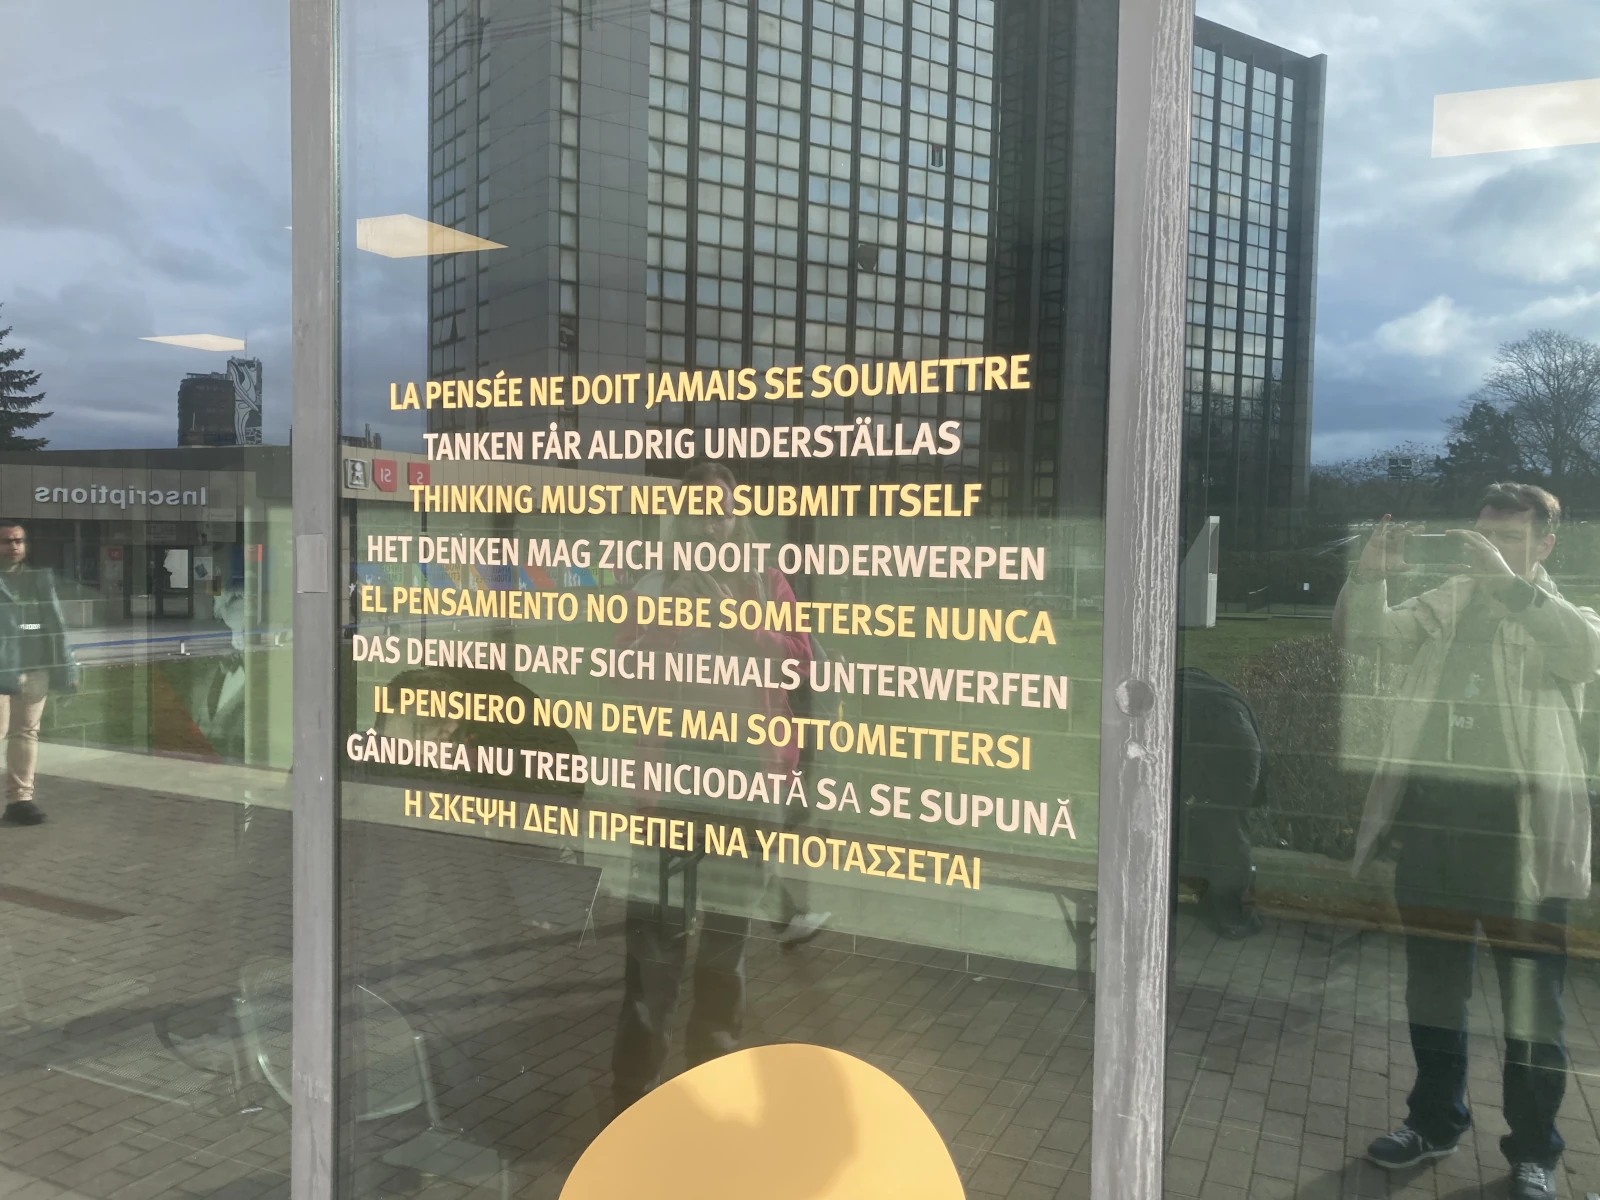 LA PENSÉE NE DOIT JAMAIS SE SOUMETTRE
TANKEN FÅR ALDRIG UNDERSTÄLLAS
THINKING MUST NEVER SUBMIT ITSELF
HET DENKEN MAG ZICH NOOIT ONDERWERPEN
EL PENSAMIENTO NO DEBE SOMETERSE NUNCA
DAS DENKEN DARF SICH NIEMALS UNTERWERFEN
IL PENSIERO NON DEVE MAI SOTTOMETTERSI
GÂNDIREA NU TREBUIE NICIODATĂ SA SE SUPUNĂ
Η ΣΚΕΨΗ ΔΕΝ ΠΡΕΠΕΙ ΝΑ ΥΠΟΤΑΣΣΕΤΑΙ
Inscriptions
S
SI